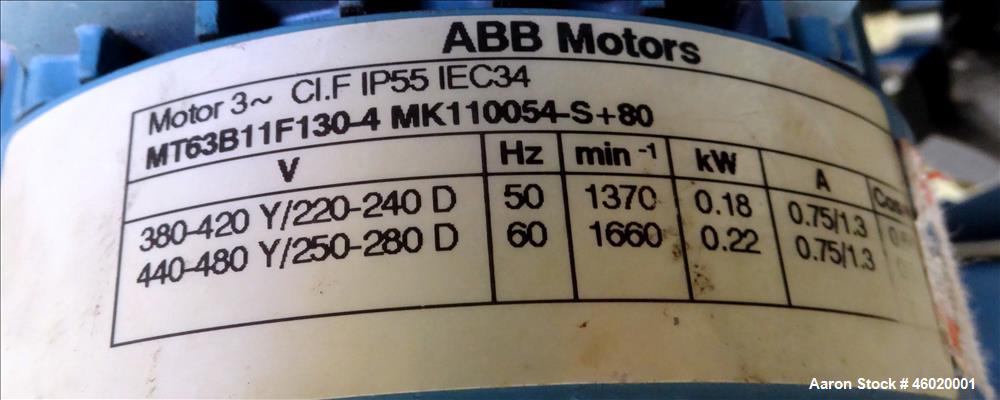 ABB Motors
Motor 3~ Cl.F IP55 IEC34
MT63B11F130-4 MK110054-S+80
V Hz min -1 kW A
380-420 Y/220-240 D 50 1370 0.18 0.75/1.3
440-480 Y/250-280 D 60 1660 0.22 0.75/1.3
Aaron Stock # 46020001